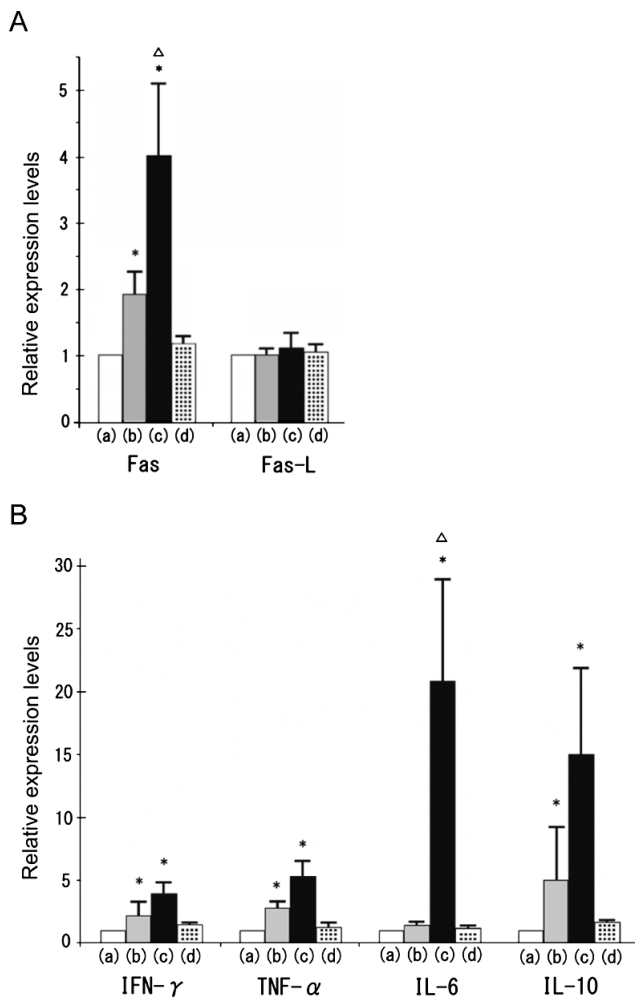 A
△
*
*
5
4
3
2
1
0
Relative expression levels
(a) (b) (c) (d) (a) (b) (c) (d)
Fas Fas-L
B
30
25
20
15
10
5
0
Relative expression levels
△
*
*
*
* *
* *
(a) (b) (c) (d) (a) (b) (c) (d) (a) (b) (c) (d) (a) (b) (c) (d)
IFN-γ TNF-α IL-6 IL-10